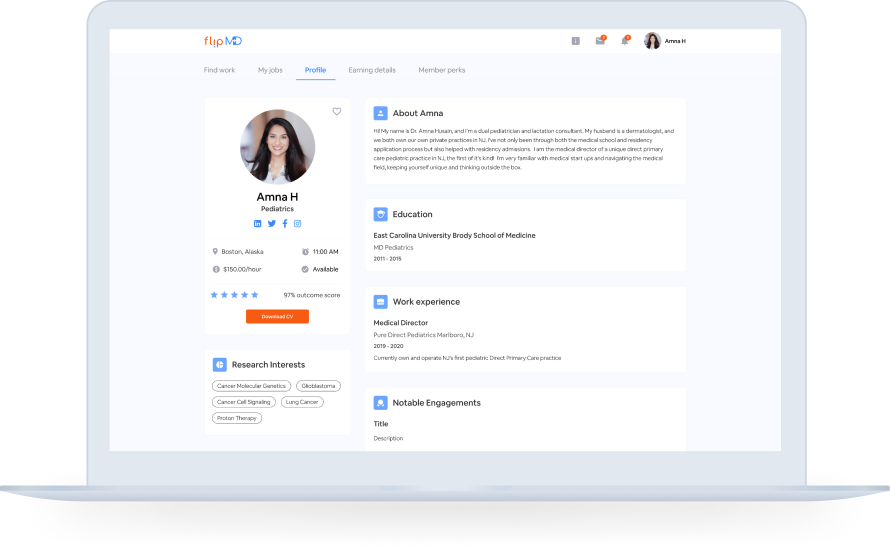 flip MD
Amna H
Find work
My jobs
Profile
Earning details
Member perks
Amna H
Pediatrics
Boston, Alaska
11:00 AM
$150.00/hour
Available
97% outcome score
Download CV
Research Interests
Cancer Molecular Genetics
Glioblastoma
Cancer Cell Signaling
Lung Cancer
Proton Therapy
About Amna
Hi! My name is Dr. Amna Husain, and I'm a dual pediatrician and lactation consultant. My husband is a dermatologist, and
we both own our own private practices in NJ. I've not only been through both the medical school and residency
application process but also helped with residency admissions. I am the medical director of a unique direct primary
care pediatric practice in NJ, the first of it's kind! I'm very familiar with medical start ups and navigating the medical
field, keeping yourself unique and thinking outside the box.
Education
East Carolina University Brody School of Medicine
MD Pediatrics
2011 - 2015
Work experience
Medical Director
Pure Direct Pediatrics Marlboro, NJ
2019 - 2020
Currently own and operate NJ's first pediatric Direct Primary Care practice
Notable Engagements
Title
Description